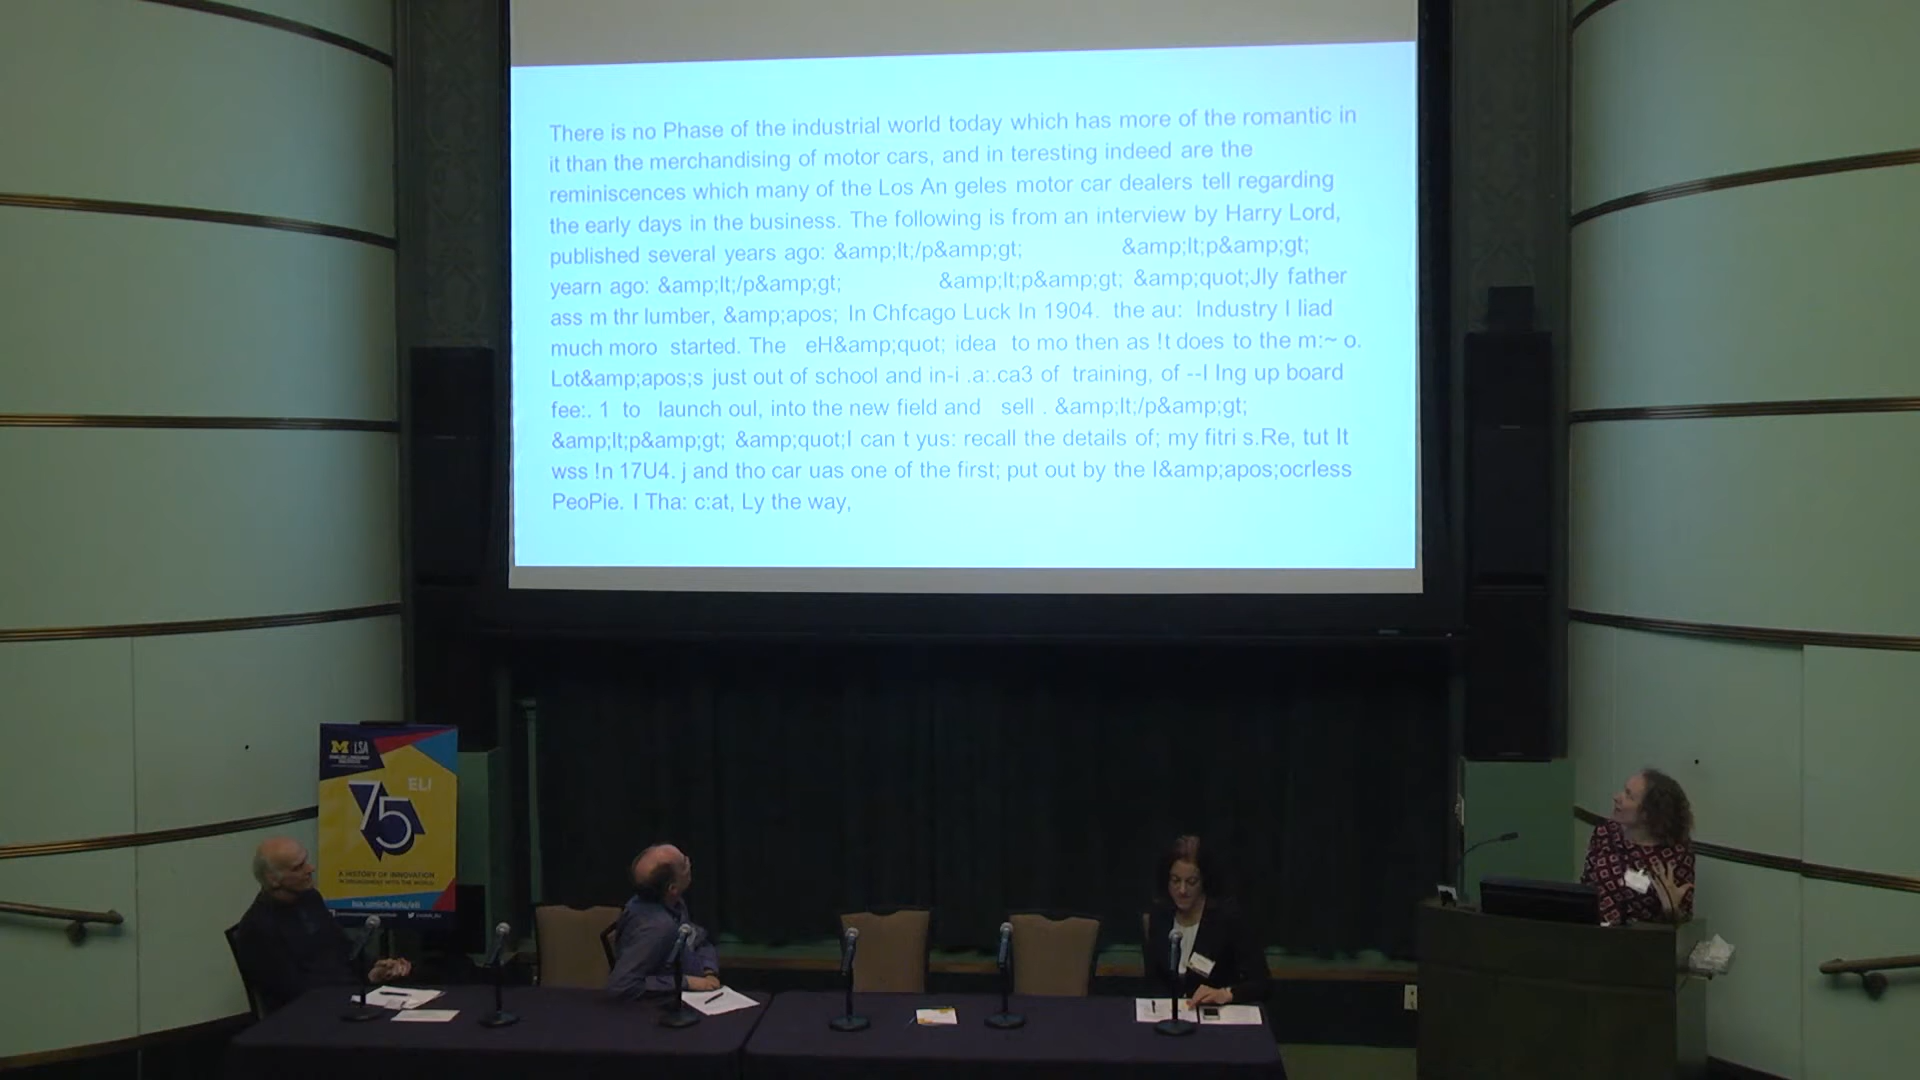 There is no Phase of the industrial world today which has more of the romantic in
it than the merchandising of motor cars, and in teresting indeed are the
reminiscences which many of the Los An geles motor car dealers tell regarding
the early days in the business. The following is from an interview by Harry Lord,
published several years ago: &amp;lt;/p&amp;gt; &amp;lt;p&amp;gt;
yearn ago: &amp;lt;/p&amp;gt; &amp;lt;p&amp;gt; &amp;quot;Jly father
ass m thr lumber, &amp;apos; In Chfcago Luck In 1904. the au: Industry I liad
much moro started. The eH&amp;quot; idea to mo then as !t does to the m:~ o.
Lot&amp;apos;s just out of school and in-i .a:.ca3 of training, of --I Ing up board
fee:. 1 to launch oul, into the new field and sell . &amp;lt;/p&amp;gt;
&amp;lt;p&amp;gt; &amp;quot;I can t yus: recall the details of; my fitri s.Re, tut It
wss !n 17U4. j and tho car uas one of the first; put out by the I&amp;apos;ocrless
PeoPie. I Tha: c:at, Ly the way,
M LSA
ELI
75
A HISTORY OF INNOVATION
lsa.umich.edu/eli